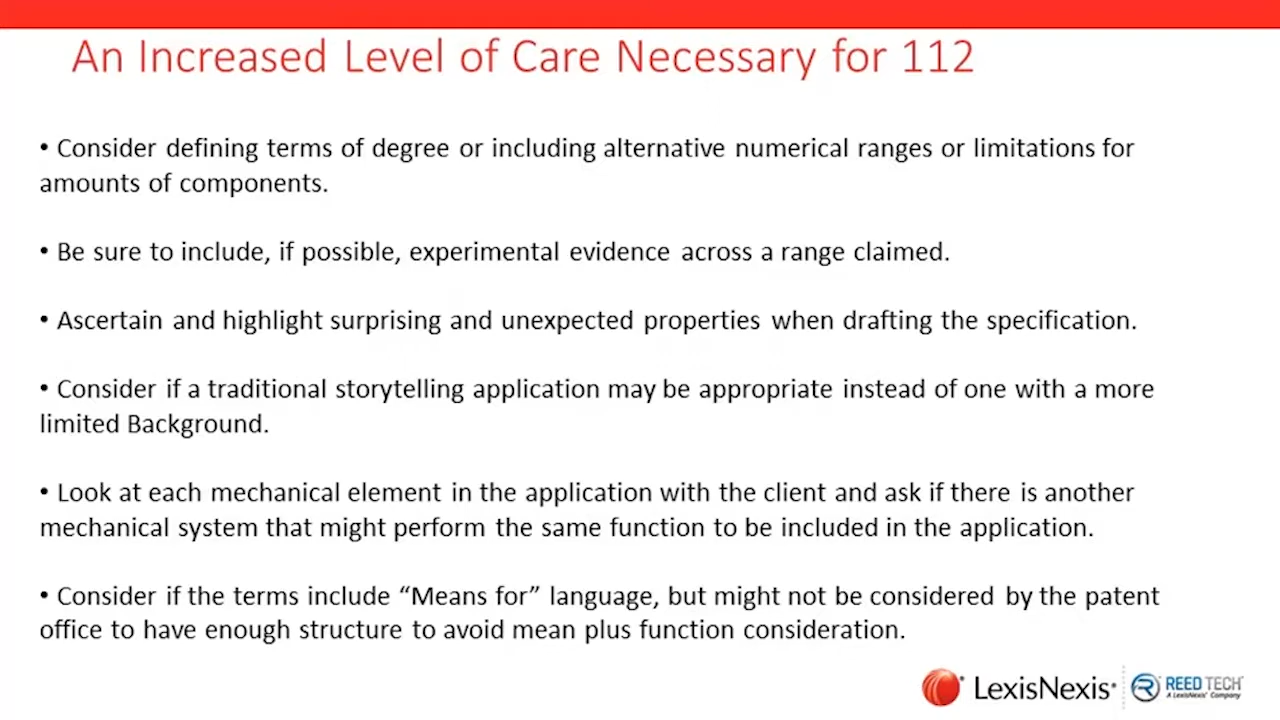 An Increased Level of Care Necessary for 112
• Consider defining terms of degree or including alternative numerical ranges or limitations for
amounts of components.
• Be sure to include, if possible, experimental evidence across a range claimed.
• Ascertain and highlight surprising and unexpected properties when drafting the specification.
• Consider if a traditional storytelling application may be appropriate instead of one with a more
limited Background.
• Look at each mechanical element in the application with the client and ask if there is another
mechanical system that might perform the same function to be included in the application.
• Consider if the terms include “Means for” language, but might not be considered by the patent
office to have enough structure to avoid mean plus function consideration.
LexisNexis® REED TECH
A LexisNexis® Company